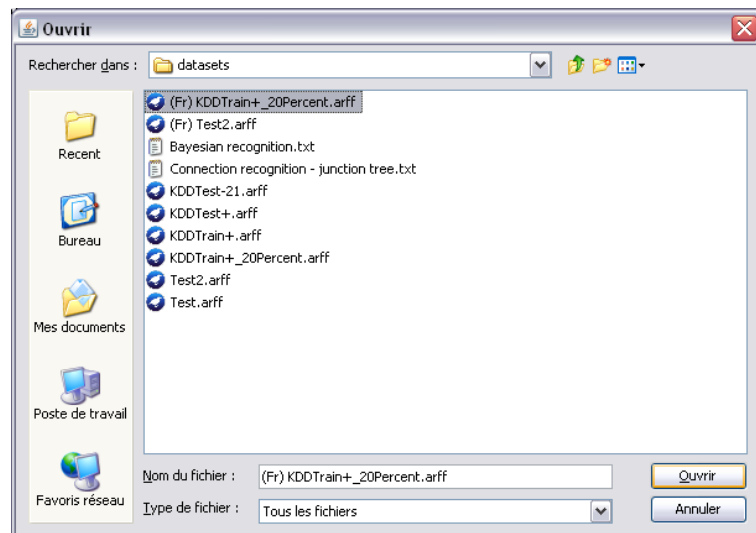 Ouvrir
Rechercher dans : datasets
Recent
Bureau
Mes documents
Poste de travail
Favoris réseau
(Fr) KDDTrain+_20Percent.arff
(Fr) Test2.arff
Bayesian recognition.txt
Connection recognition - junction tree.txt
KDDTest-21.arff
KDDTest+.arff
KDDTrain+.arff
KDDTrain+_20Percent.arff
Test2.arff
Test.arff
Nom du fichier : (Fr) KDDTrain+_20Percent.arff Ouvrir
Type de fichier : Tous les fichiers Annuler